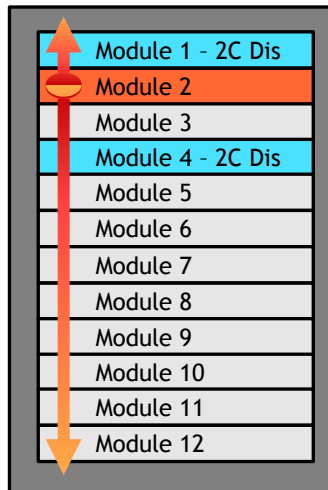 Module 1 – 2C Dis
Module 2
Module 3
Module 4 – 2C Dis
Module 5
Module 6
Module 7
Module 8
Module 9
Module 10
Module 11
Module 12